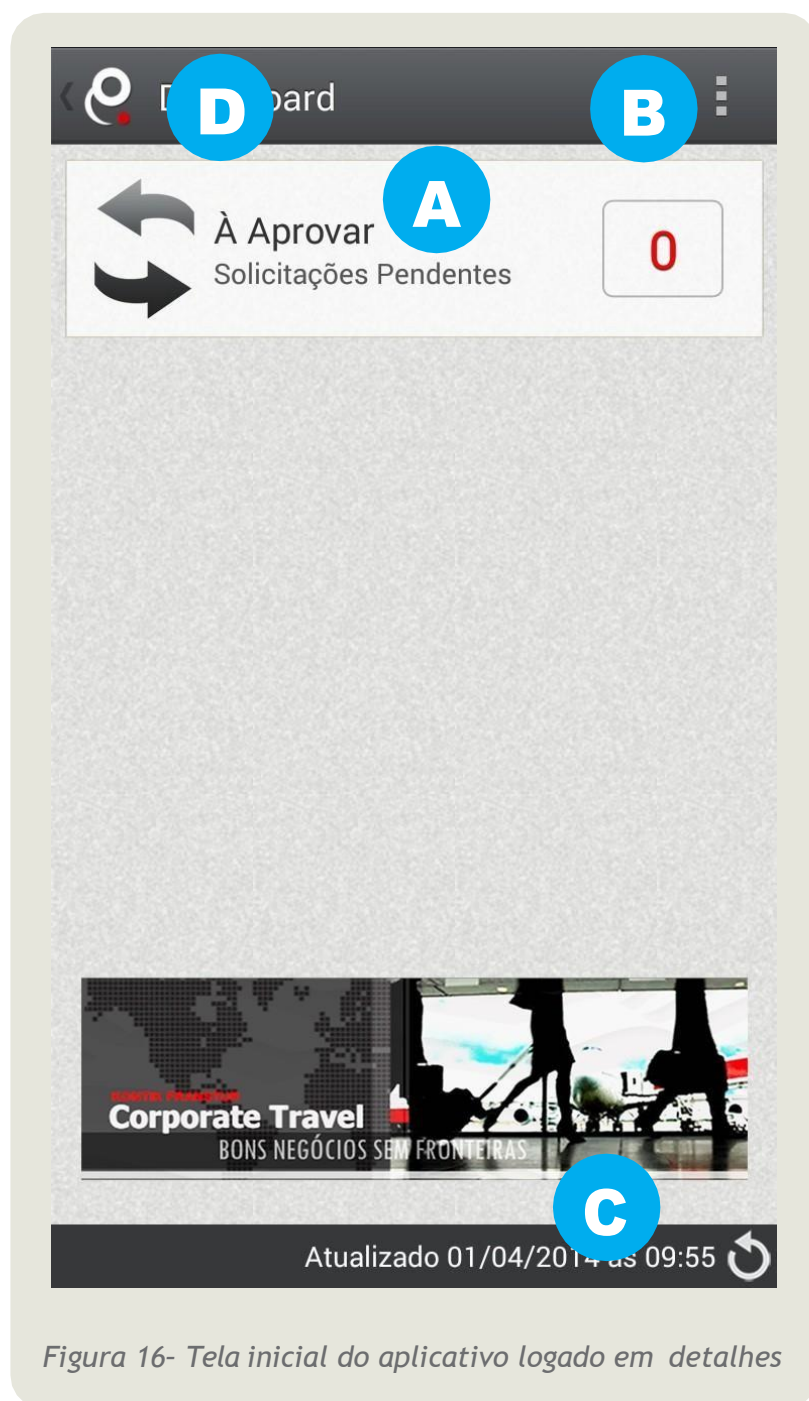 D
B
A
À Aprovar
Solicitações Pendentes
0
Corporate Travel
BONS NEGÓCIOS SEM FRONTEIRAS
C
Atualizado 01/04/2014 às 09:55
Figura 16- Tela inicial do aplicativo logado em detalhes